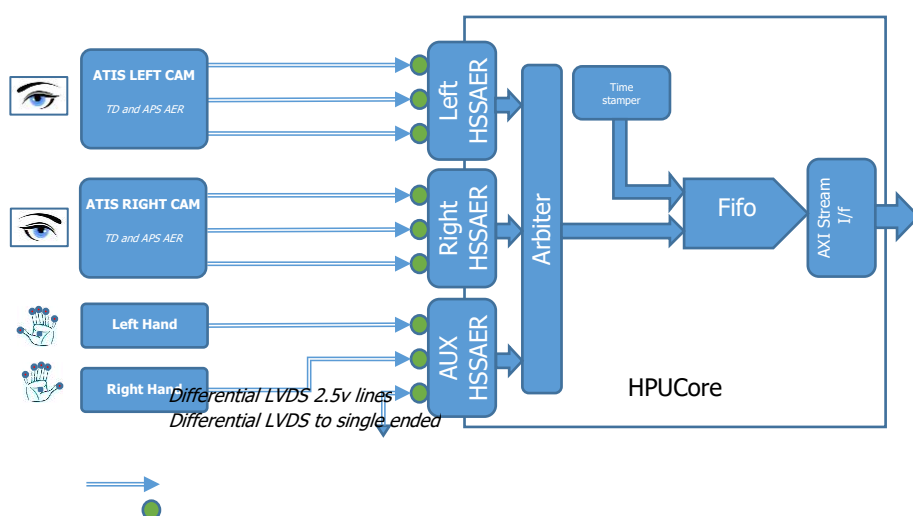 ATIS LEFT CAM
TD and APS AER
Left
HSSAER
Time
stamper
ATIS RIGHT CAM
TD and APS AER
Right
HSSAER
Arbiter
Fifo
AXI Stream
I/f
Left Hand
Right Hand
AUX
HSSAER
HPUCore
Differential LVDS 2.5v lines
Differential LVDS to single ended